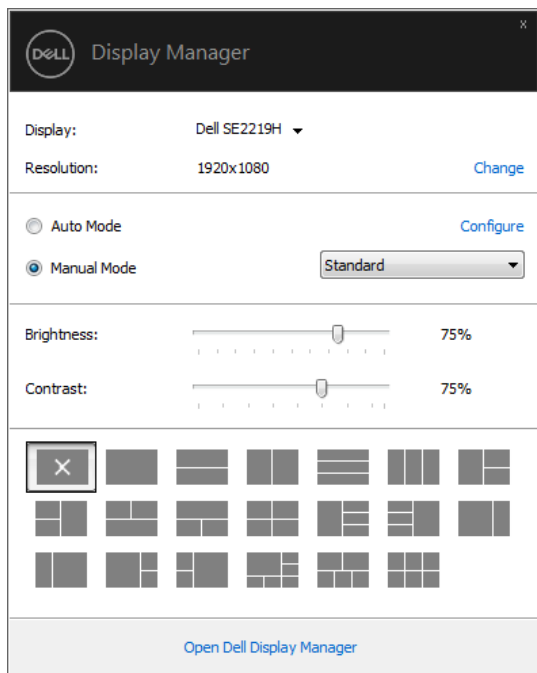 x
DELL Display Manager
Display: Dell SE2219H
Resolution: 1920x1080 Change
Auto Mode Configure
Manual Mode Standard
Brightness: 75%
Contrast: 75%
Open Dell Display Manager